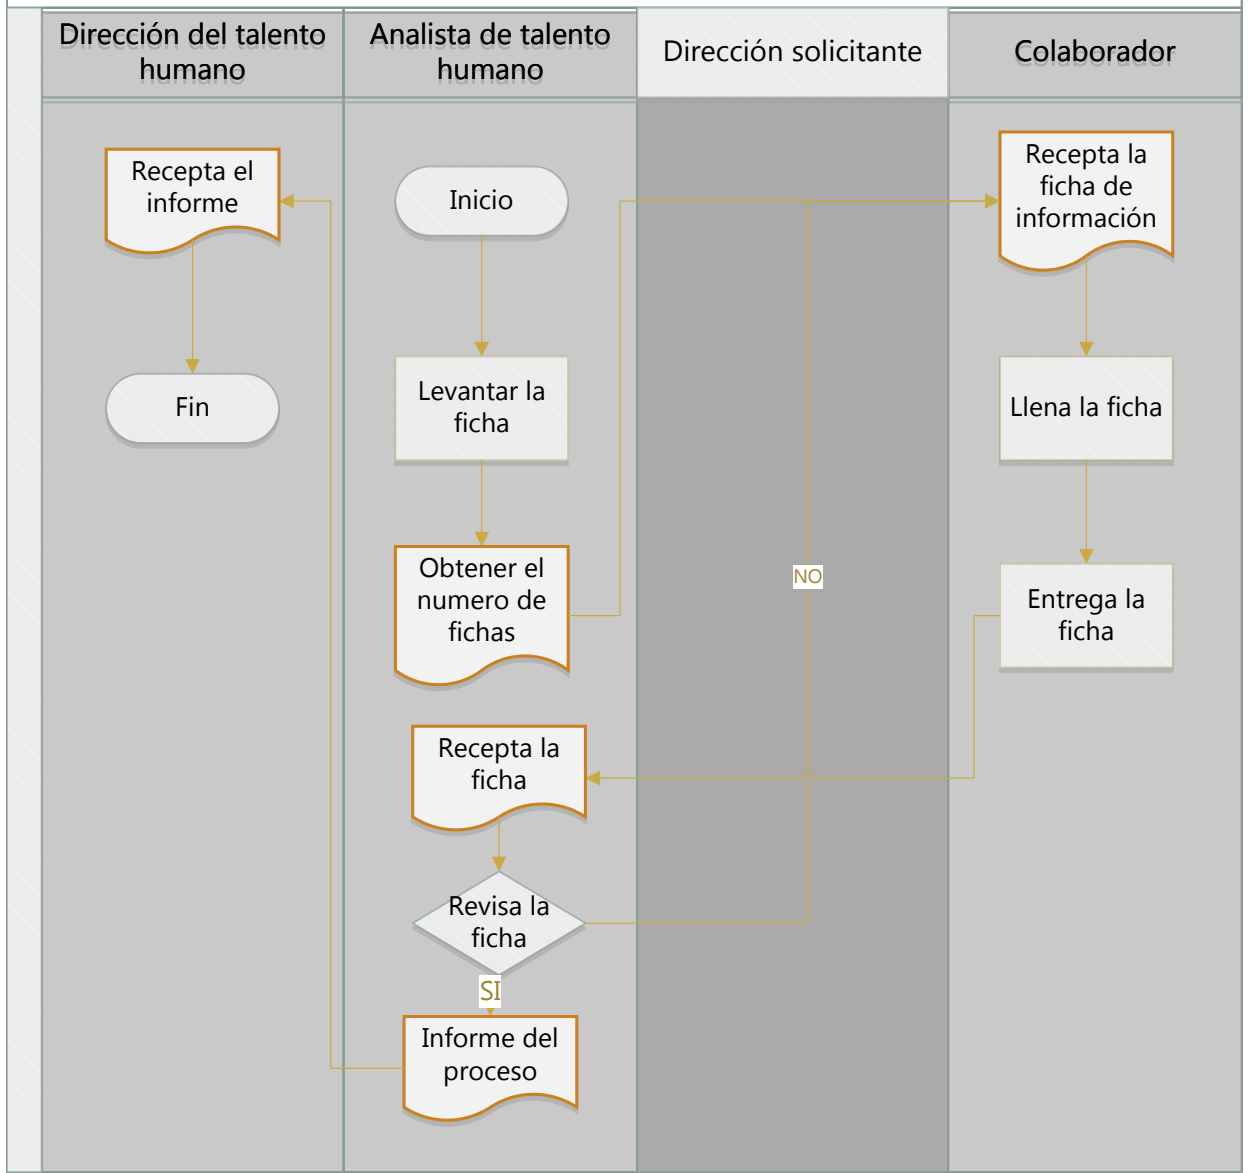 Dirección del talento
humano
Analista de talento
humano
Dirección solicitante
Colaborador
Recepta el
informe
Fin
Inicio
Levantar la
ficha
Obtener el
numero de
fichas
Recepta la
ficha
Revisa la
ficha
SI
Informe del
proceso
NO
Recepta la
ficha de
información
Llena la ficha
Entrega la
ficha